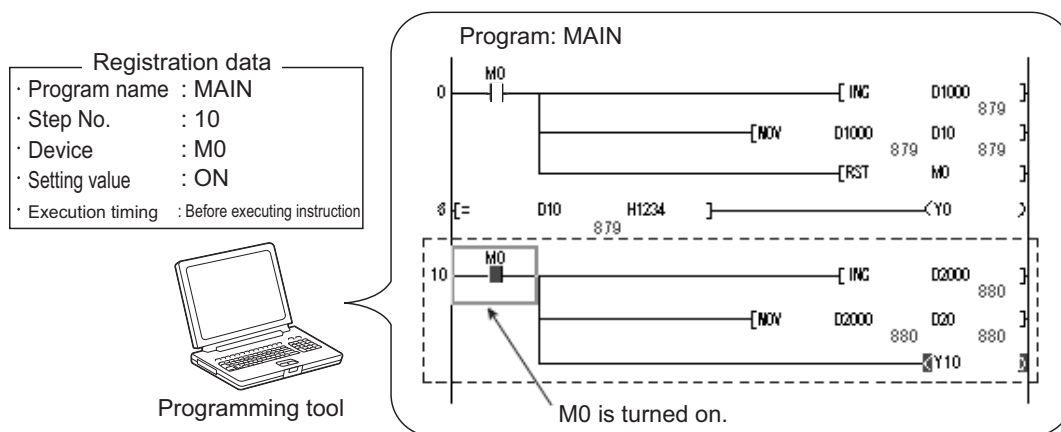 Registration data
· Program name : MAIN
· Step No. : 10
· Device : M0
· Setting value : ON
· Execution timing : Before executing instruction
Programming tool
Program: MAIN
M0
0
[ INC D1000 ]
879
[MOV D1000 D10 ]
879 879
[RST M0 ]
6 [= D10 H1234 ] (Y0 )
879
M0
10
[ INC D2000 ]
880
[MOV D2000 D20 ]
880 880
(Y10 )
M0 is turned on.